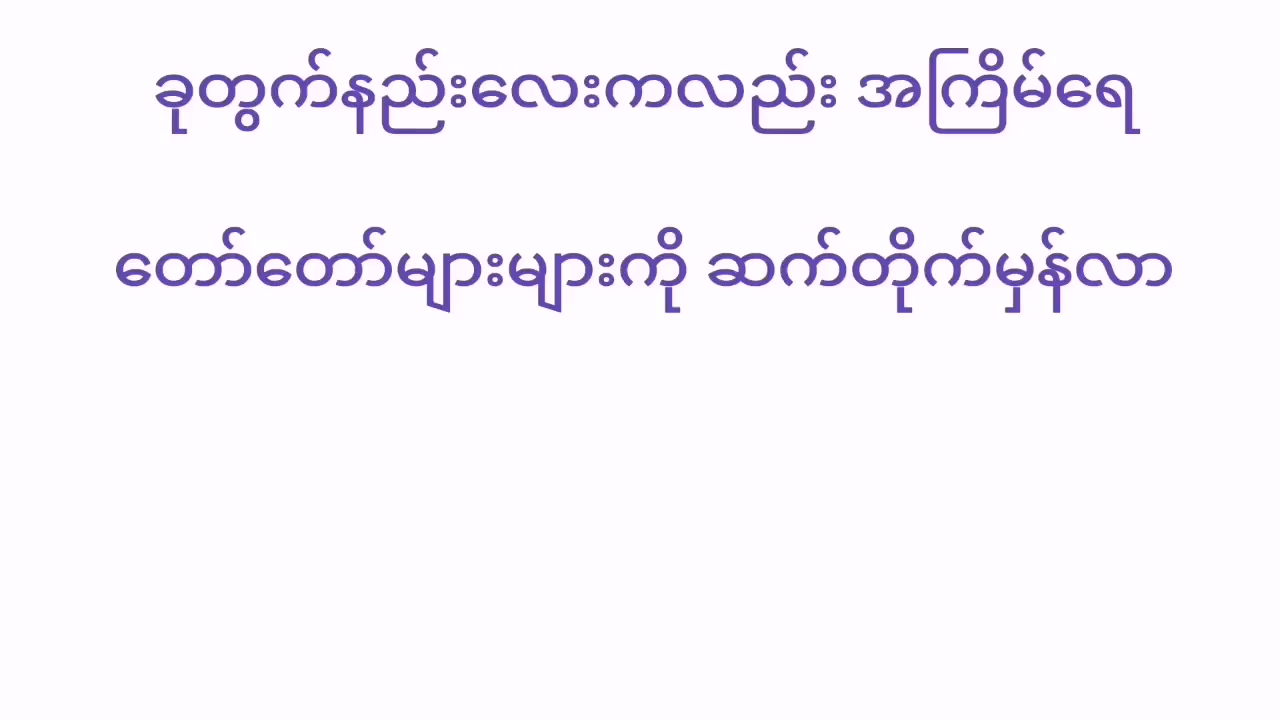 ခုတွက်နည်းလေးကလည်း အကြိမ်ရေ
တော်တော်များများကို ဆက်တိုက်မှန်လာ